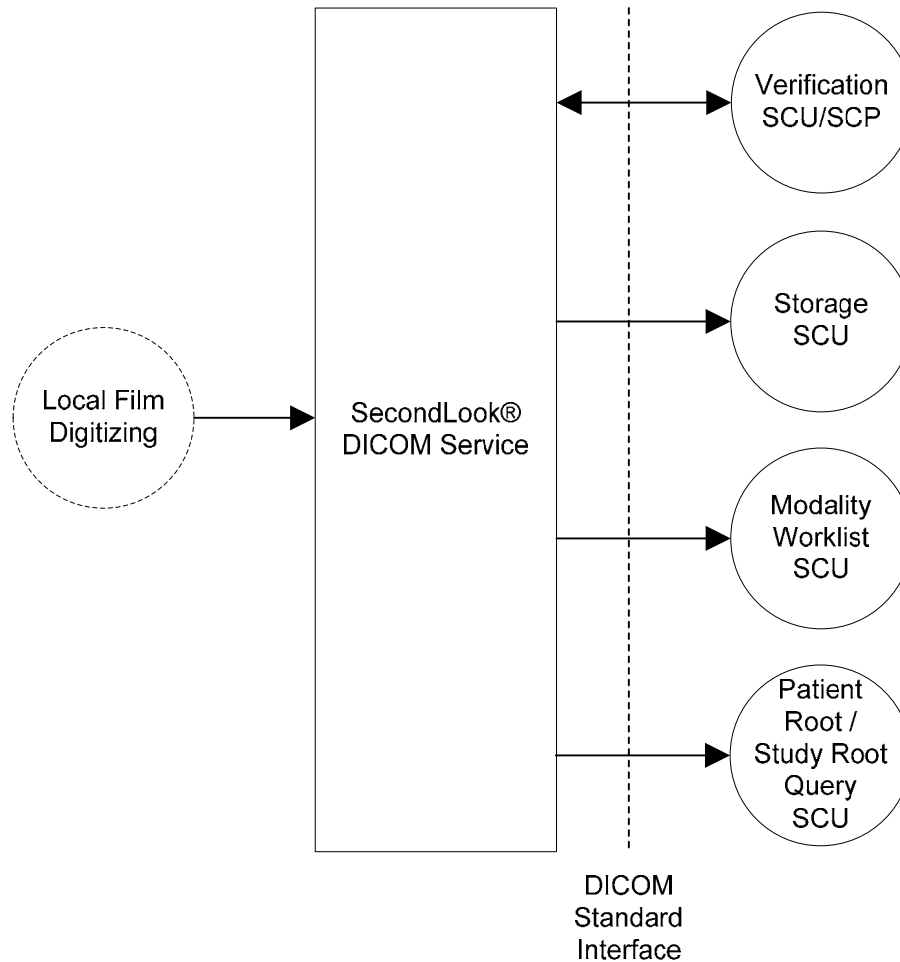 Local Film
Digitizing
SecondLook®
DICOM Service
Verification
SCU/SCP
Storage
SCU
Modality
Worklist
SCU
Patient
Root /
Study Root
Query
SCU
DICOM
Standard
Interface